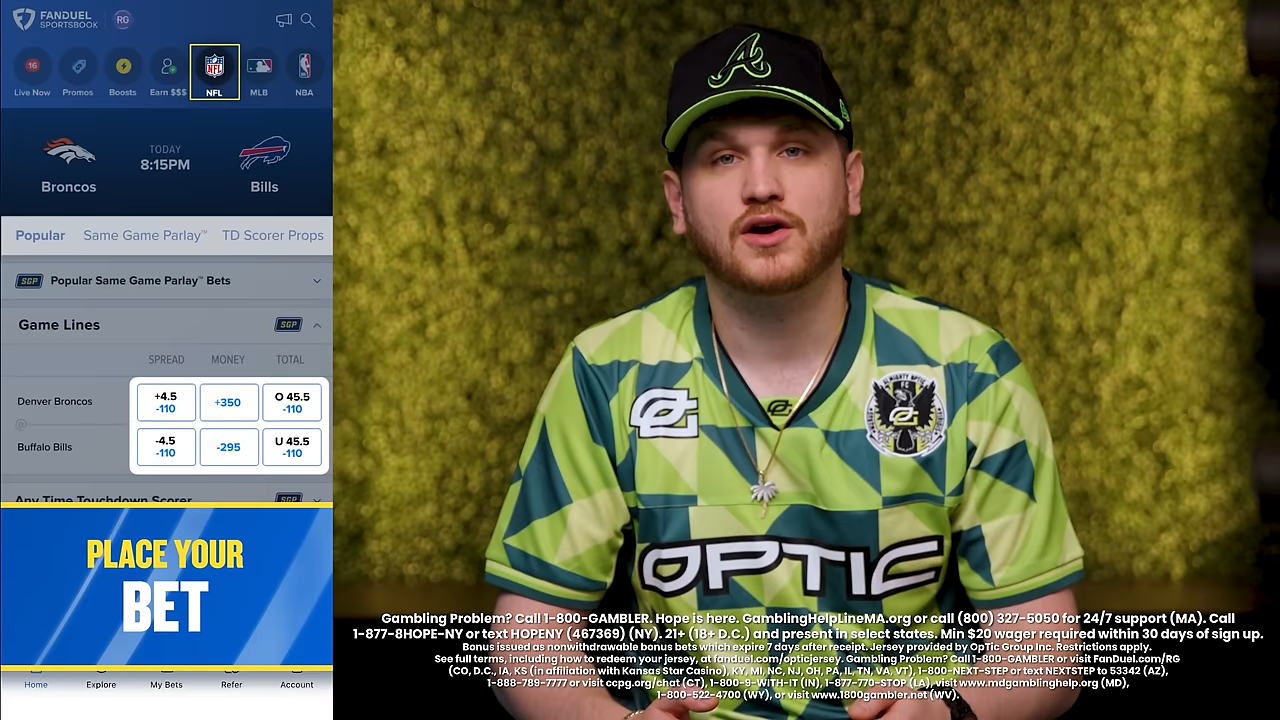 FANDUEL
SPORTSBOOK
RG
16
Live Now
Promos
Boosts
Earn $$$
NFL
MLB
NBA
Broncos
TODAY
8:15PM
Bills
Popular
Same Game Parlay™
TD Scorer Props
SGP Popular Same Game Parlay™ Bets
Game Lines
SGP
SPREAD
MONEY
TOTAL
Denver Broncos
+4.5
-110
+350
O 45.5
-110
@
Buffalo Bills
-4.5
-110
-295
U 45.5
-110
Any Time Touchdown Scorer
SGP
PLACE YOUR
BET
Home
Explore
My Bets
Refer
Account
A
ALMIGHTY OPTIC
FC
OPTIC
Gambling Problem? Call 1-800-GAMBLER. Hope is here. GamblingHelpLineMA.org or call (800) 327-5050 for 24/7 support (MA). Call
1-877-8HOPE-NY or text HOPENY (467369) (NY). 21+ (18+ D.C.) and present in select states. Min $20 wager required within 30 days of sign up.
Bonus issued as nonwithdrawable bonus bets which expire 7 days after receipt. Jersey provided by OpTic Group Inc. Restrictions apply.
See full terms, including how to redeem your jersey, at fanduel.com/opticjersey. Gambling Problem? Call 1-800-GAMBLER or visit FanDuel.com/RG
(CO, D.C., IA, KS (in affiliation with Kansas Star Casino), KY, MI, NC, NJ, OH, PA, IL, TN, VA, VT), 1-800-NEXT-STEP or text NEXTSTEP to 53342 (AZ),
1-888-789-7777 or visit ccpg.org/chat (CT), 1-800-9-WITH-IT (IN), 1-877-770-STOP (LA), visit www.mdgamblinghelp.org (MD),
1-800-522-4700 (WY), or visit www.1800gambler.net (WV).